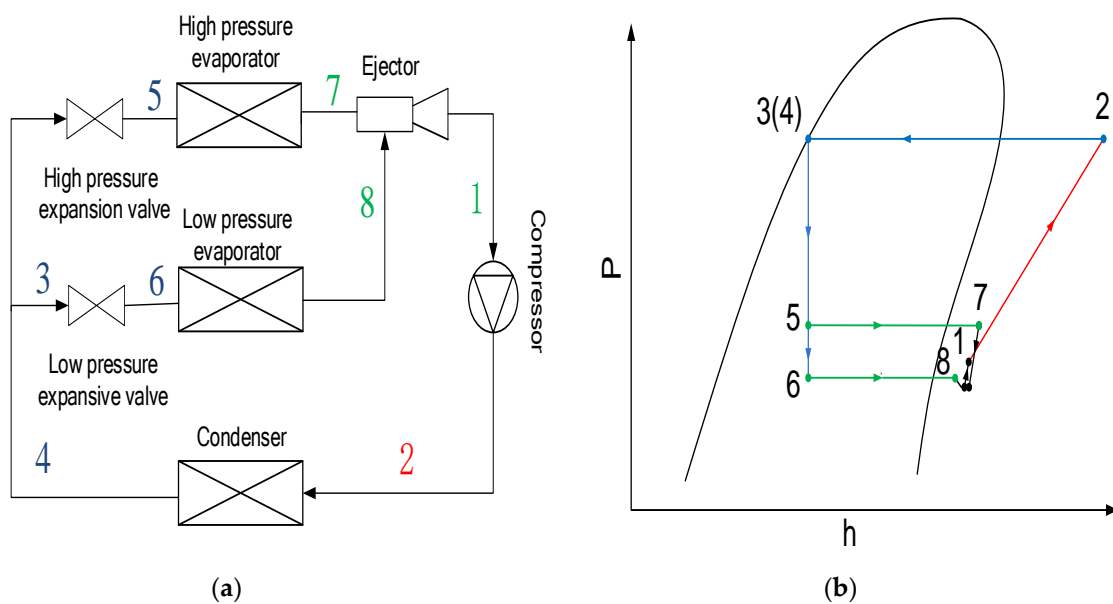 High pressure
evaporator
Ejector
5
7
High pressure
expansion valve
Low pressure
evaporator
8
1
Compressor
3
6
Low pressure
expansive valve
4
Condenser
2
(a)
P
3(4)
2
5
7
1
8
6
h
(b)